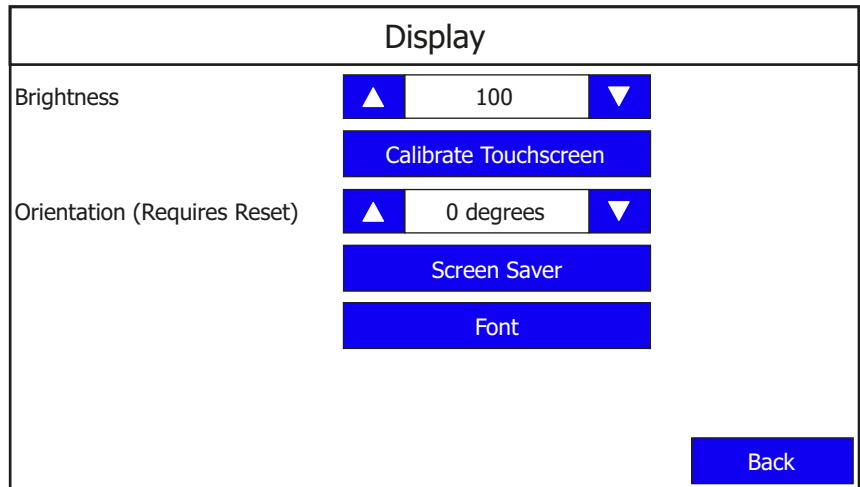 Display
Brightness 100
Calibrate Touchscreen
Orientation (Requires Reset) 0 degrees
Screen Saver
Font
Back